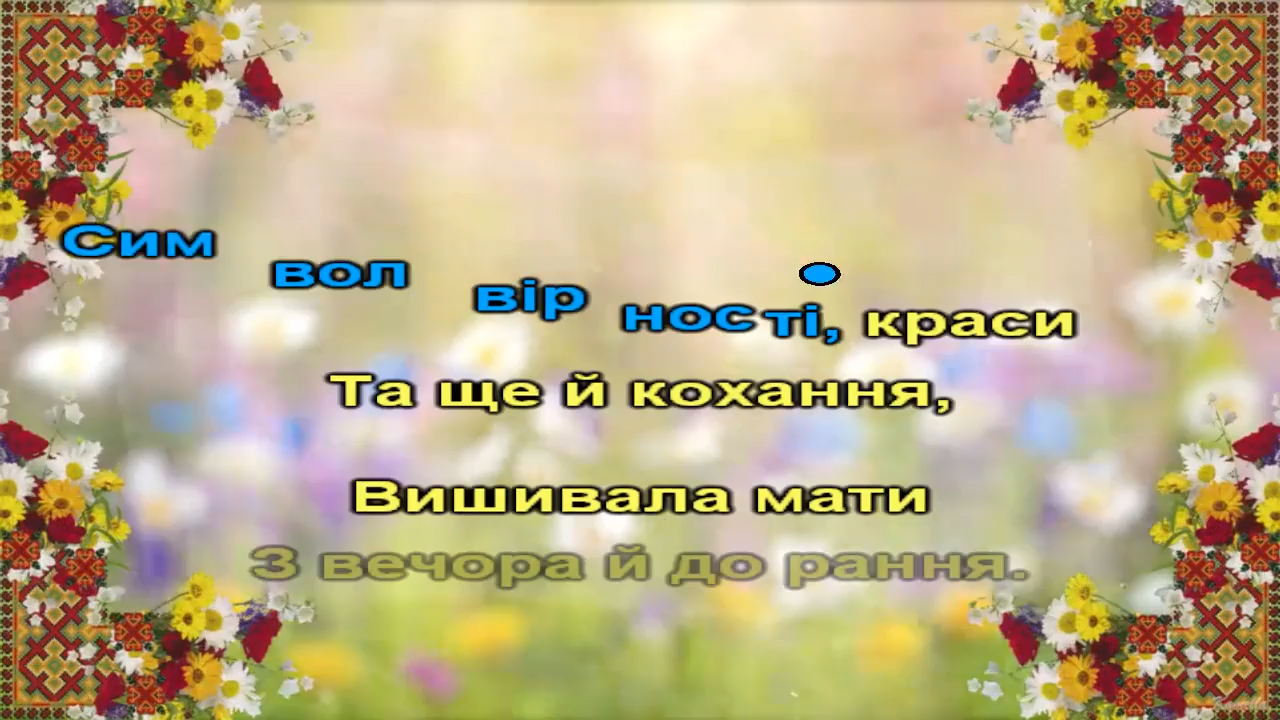 Сим вол вір ності, краси
Та ще й кохання,
Вишивала мати
З вечора й до рання.